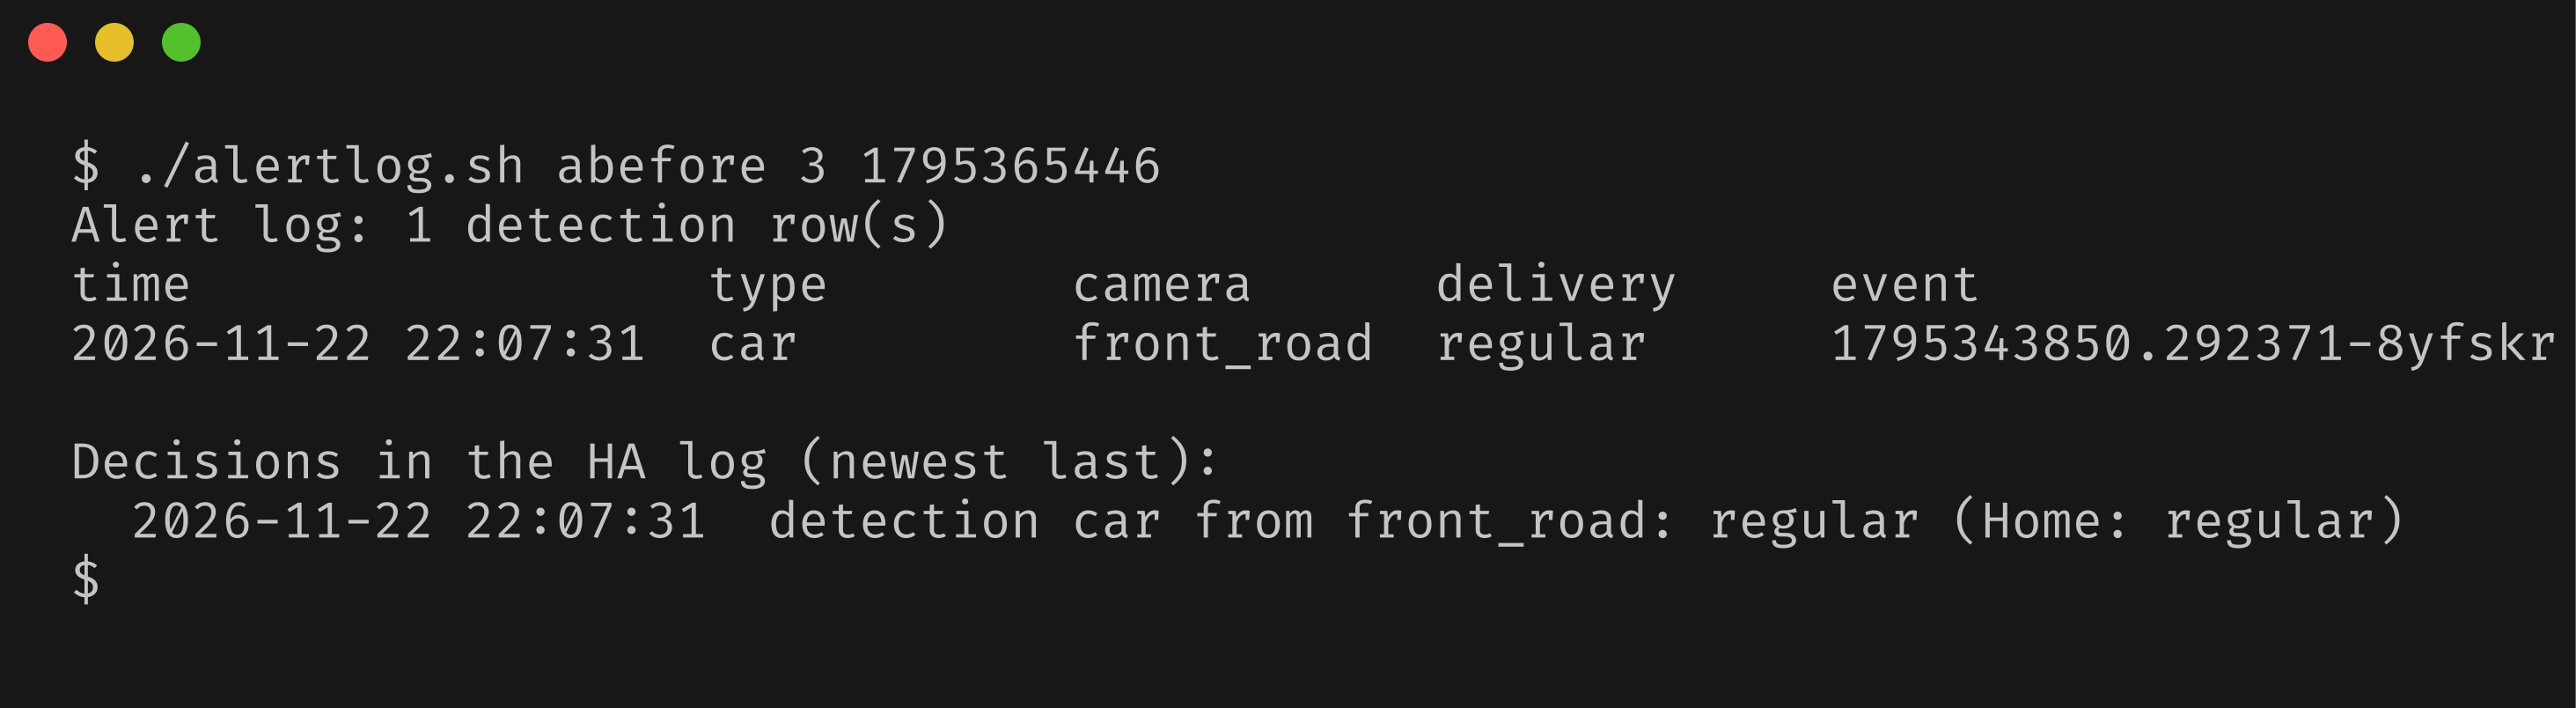 $ ./alertlog.sh abefore 3 1795365446
Alert log: 1 detection row(s)
time                 type        camera      delivery     event
2026-11-22 22:07:31  car         front_road  regular      1795343850.292371-8yfskr

Decisions in the HA log (newest last):
  2026-11-22 22:07:31  detection car from front_road: regular (Home: regular)
$